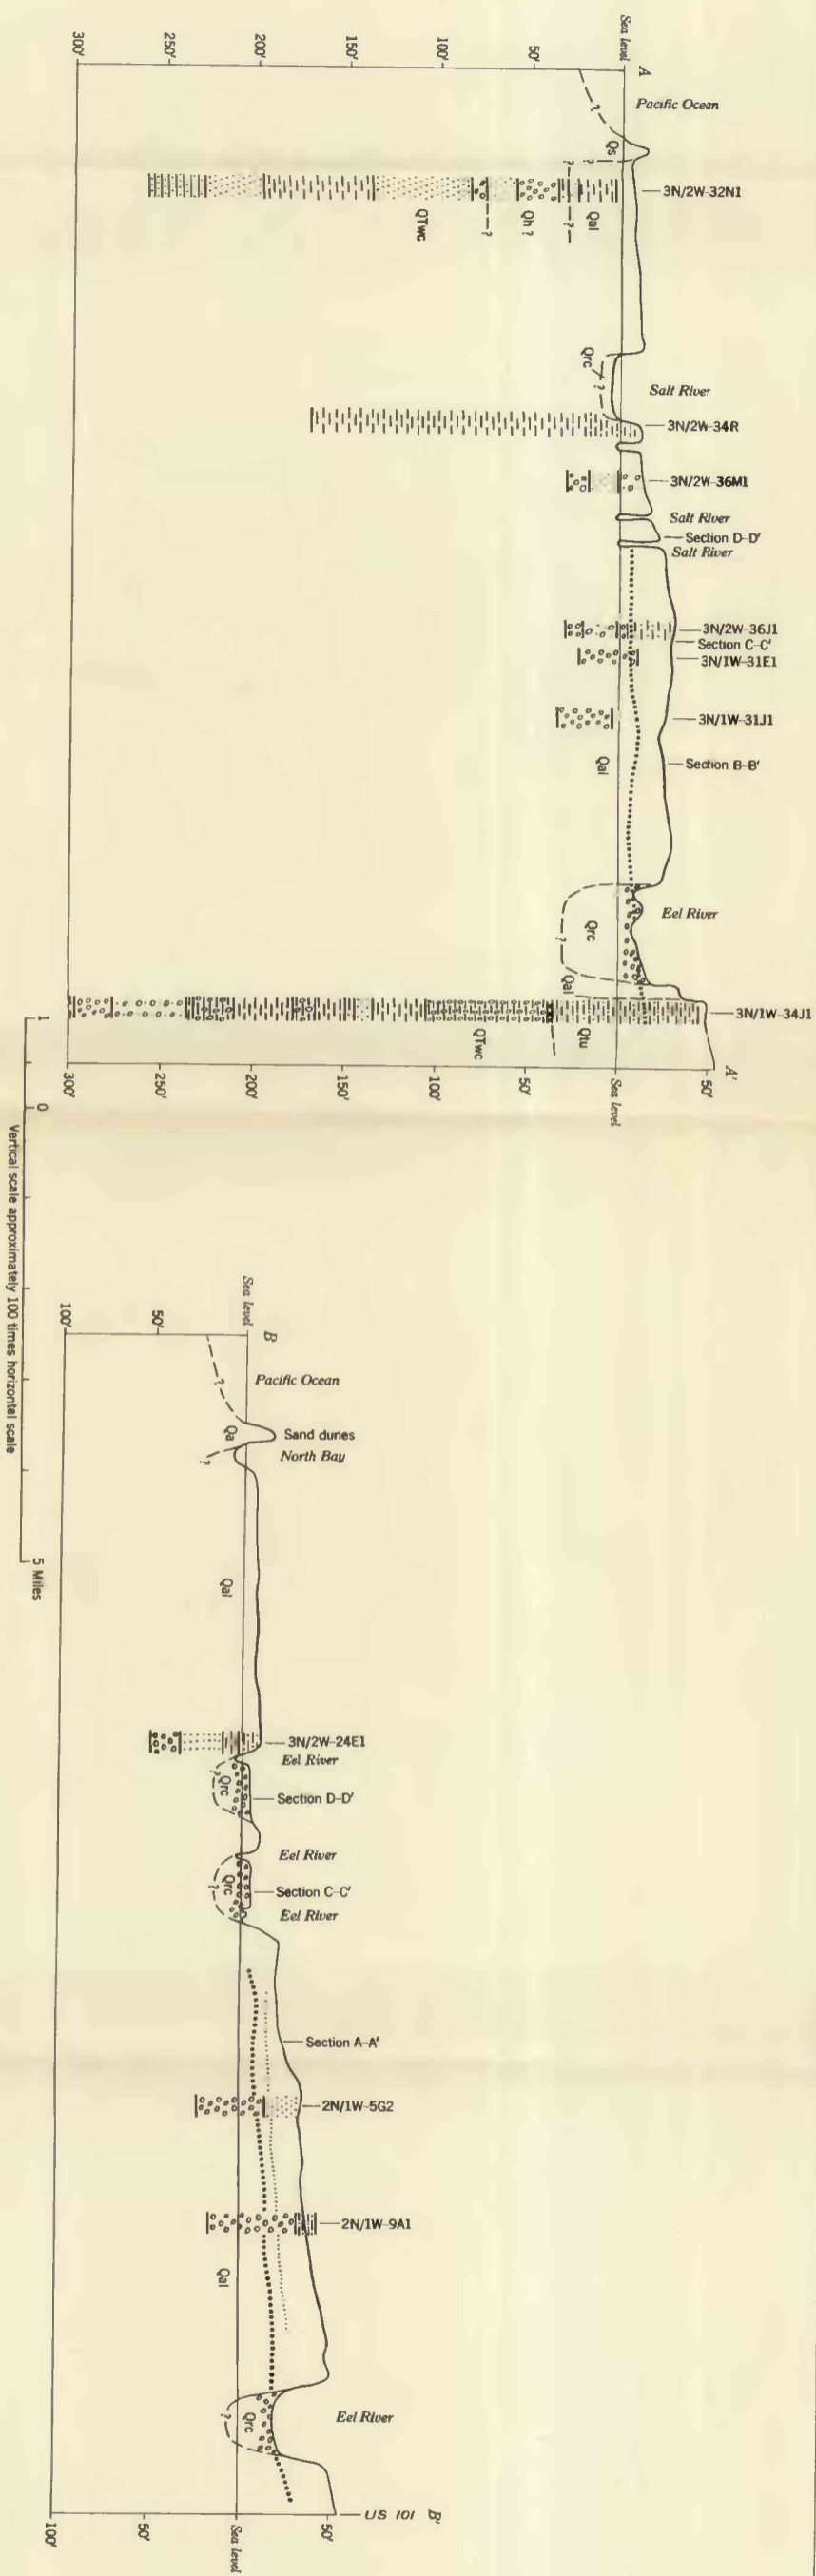 A
Sea level
50'
100'
150'
200'
250'
300'
Pacific Ocean
Qs
?
?
?
3N/2W-32N1
Qal
?
Qh ?
?
QTwc
Qrc
?
Salt River
3N/2W-34R
3N/2W-36M1
Salt River
Section D-D'
Salt River
3N/2W-36J1
Section C-C'
3N/1W-31E1
3N/1W-31J1
Qal
Section B-B'
Eel River
Qrc
?
Qal
3N/1W-34J1
Qtu
QTwc
A'
50'
Sea level
50'
100'
150'
200'
250'
300'
1
0
5 Miles
Vertical scale approximately 100 times horizontel scale
B
Sea level
50'
100'
Pacific Ocean
?
Qa
Sand dunes
North Bay
?
Qal
3N/2W-24E1
Eel River
?
Qrc
Section D-D'
Eel River
Qrc
?
Section C-C'
Eel River
Section A-A'
2N/1W-5G2
2N/1W-9A1
Qal
Eel River
Qrc
?
US 101
B'
50'
Sea level
50'
100'